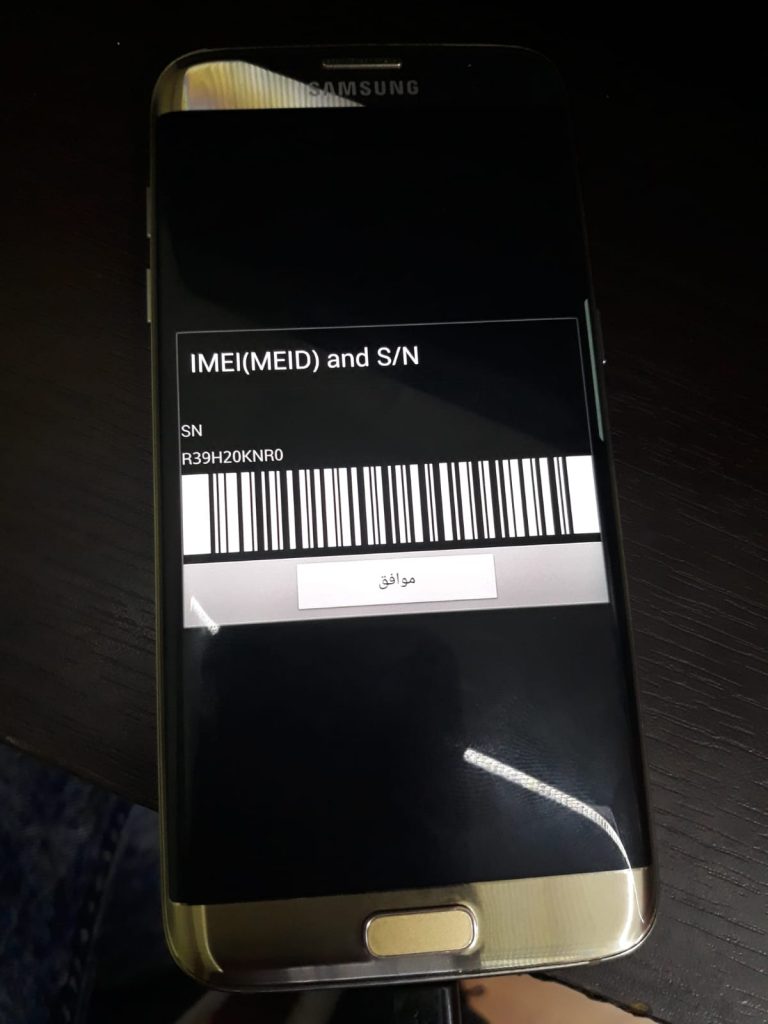 SAMSUNG
IMEI(MEID) and S/N
SN
R39H20KNR0
موافق